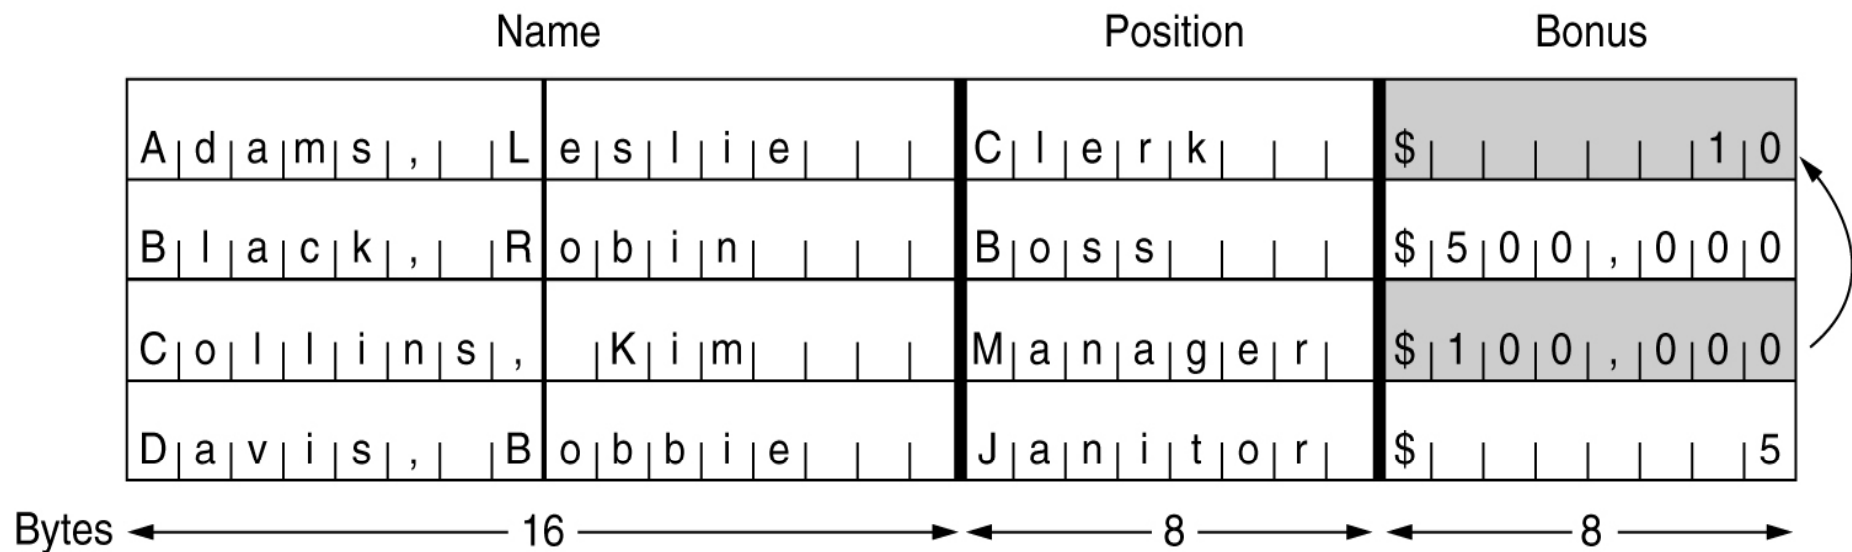 Name Position Bonus
Adams, Leslie Clerk $ 10
Black, Robin Boss $500,000
Collins, Kim Manager $100,000
Davis, Bobbie Janitor $ 5
Bytes 16 8 8